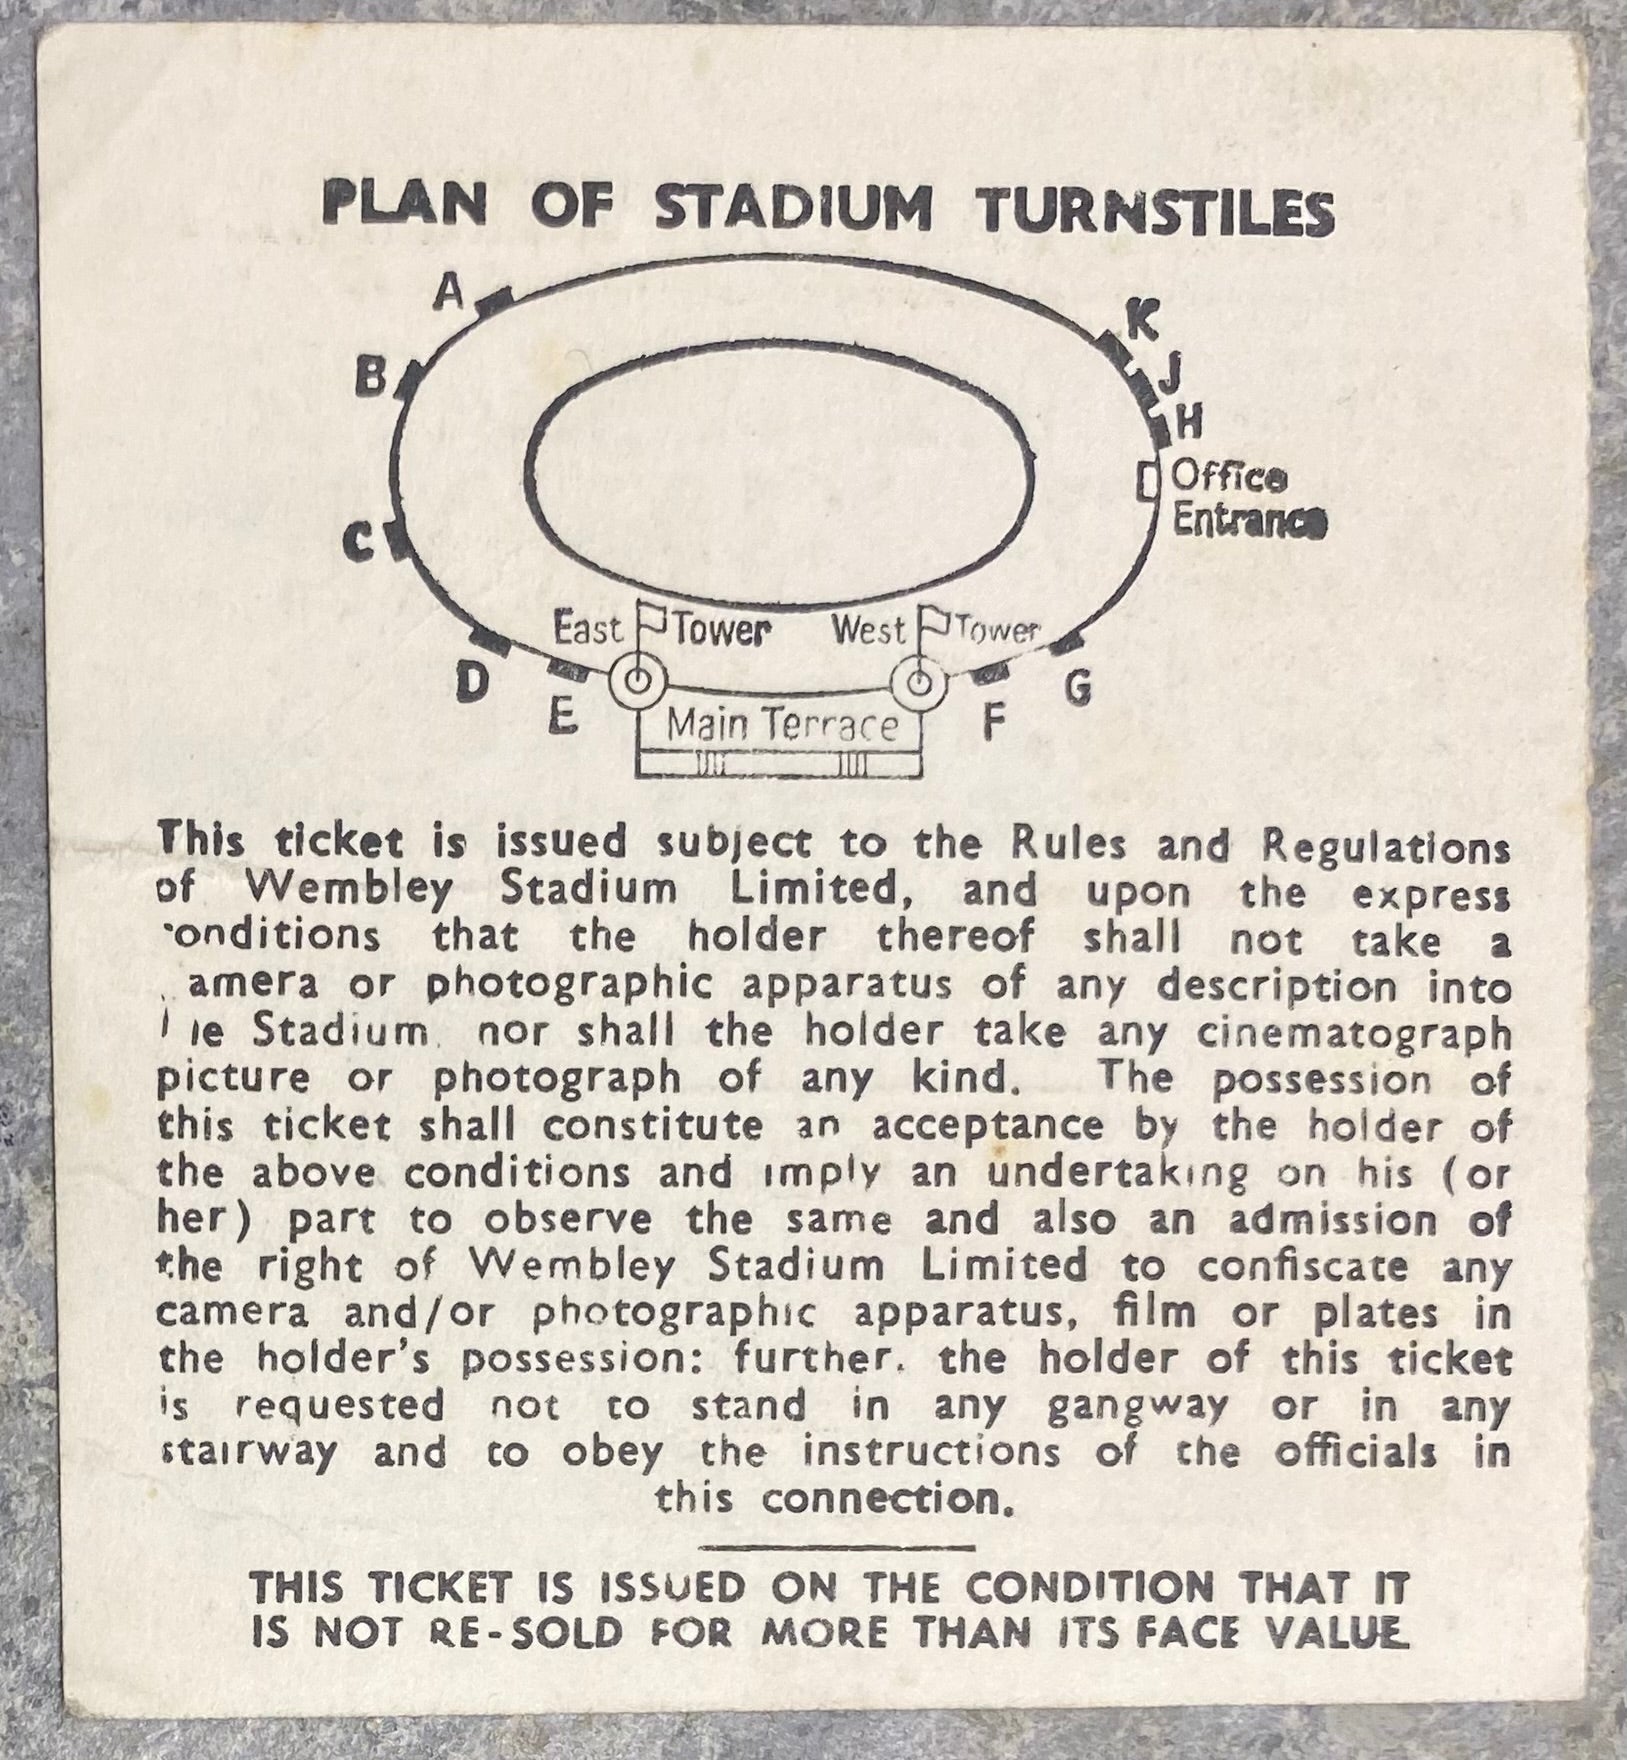 PLAN OF STADIUM TURNSTILES
A
K
B
J
H
Office
Entrance
C
East Tower
West Tower
D
E
Main Terrace
F
G
This ticket is issued subject to the Rules and Regulations
of Wembley Stadium Limited, and upon the express
onditions that the holder thereof shall not take a
amera or photographic apparatus of any description into
he Stadium nor shall the holder take any cinematograph
picture or photograph of any kind. The possession of
this ticket shall constitute an acceptance by the holder of
the above conditions and imply an undertaking on his (or
her) part to observe the same and also an admission of
the right of Wembley Stadium Limited to confiscate any
camera and/or photographic apparatus, film or plates in
the holder's possession: further. the holder of this ticket
is requested not to stand in any gangway or in any
stairway and to obey the instructions of the officials in
this connection.
THIS TICKET IS ISSUED ON THE CONDITION THAT IT
IS NOT RE-SOLD FOR MORE THAN ITS FACE VALUE